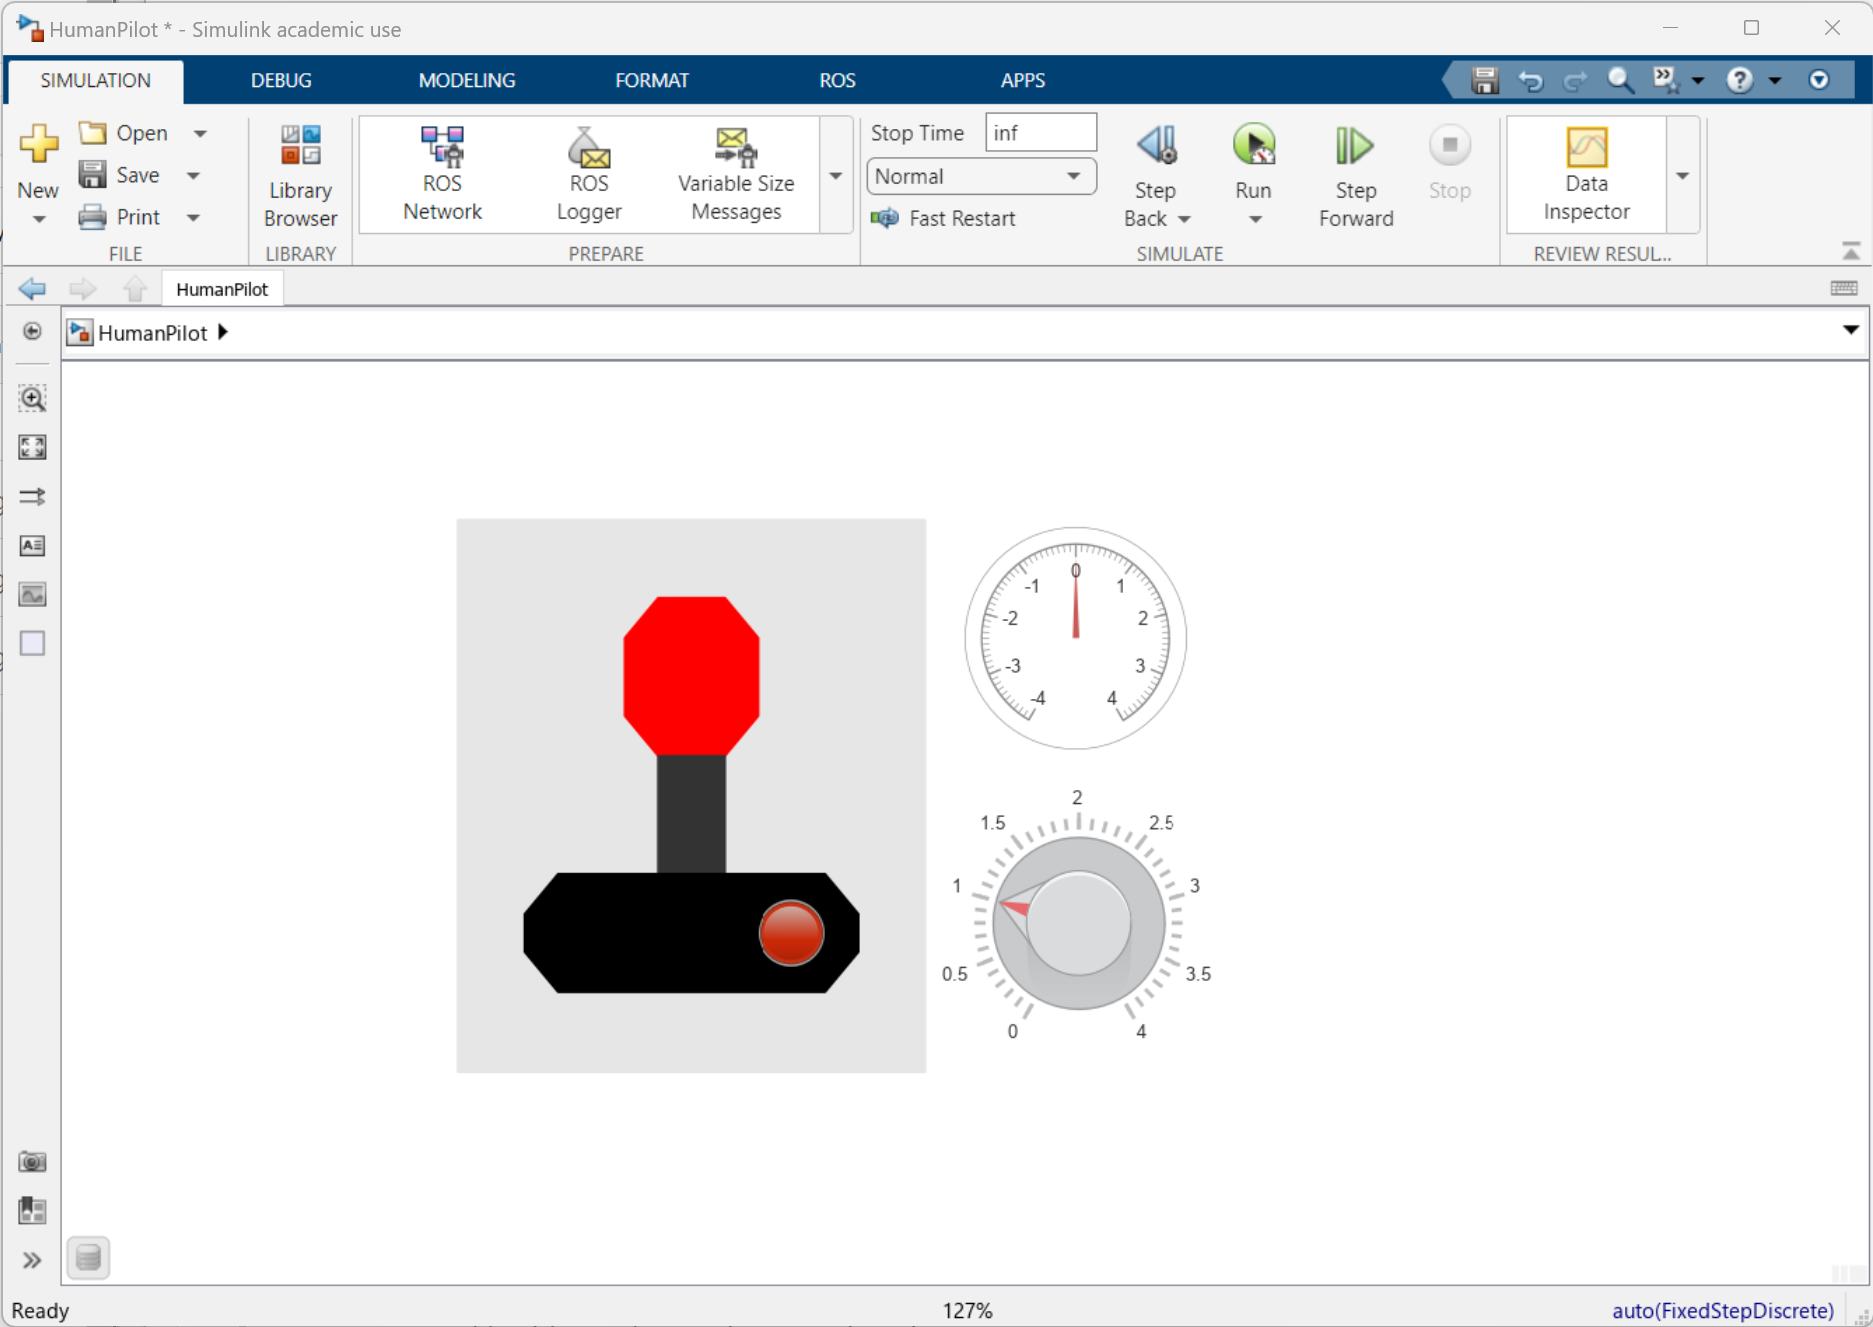 HumanPilot * - Simulink academic use
SIMULATION DEBUG MODELING FORMAT ROS APPS
New
Open
Save
Print
FILE
Library
Browser
LIBRARY
ROS
Network
ROS
Logger
Variable Size
Messages
PREPARE
Stop Time inf
Normal
Fast Restart
Step
Back
Run
Step
Forward
Stop
SIMULATE
Data
Inspector
REVIEW RESUL...
HumanPilot
HumanPilot
0
-1 1
-2 2
-3 3
-4 4
2
1.5 2.5
1 3
0.5 3.5
0 4
Ready 127% auto(FixedStepDiscrete)